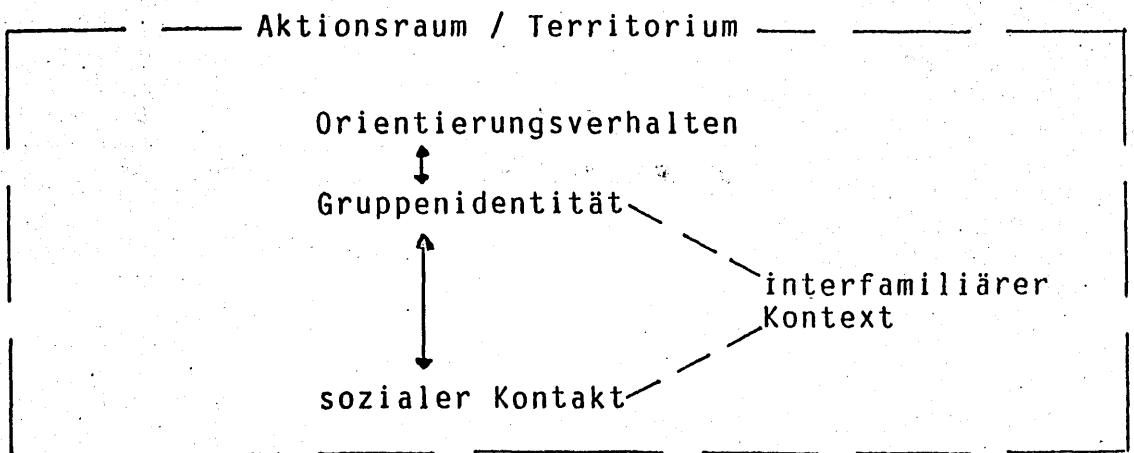 Aktionsraum / Territorium
Orientierungsverhalten
Gruppenidentität
interfamiliärer
Kontext
sozialer Kontakt